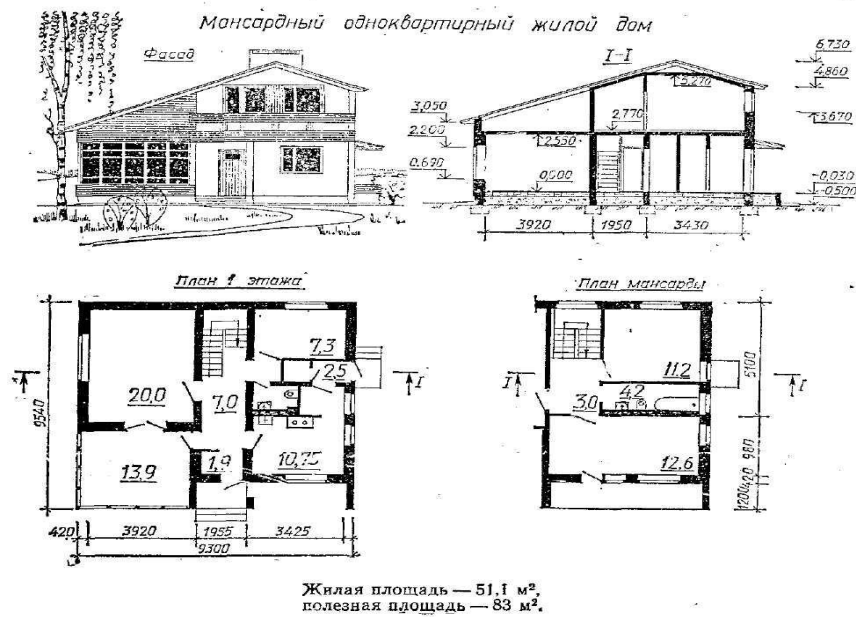 Мансардный одноквартирный жилой дом
Фасад
I-I
6,730
4,860
3,670
-0,030
-0,500
3,050
2,200
0,690
5,270
2,770
2,550
0,000
3920 1950 3430
План 1 этажа
7,3
2,5
20,0
7,0
13,9
1,9
10,75
I
9540
420 3920 1955 3425
9300
План мансарды
11,2
4,2
3,0
12,6
I I
5100
980
420
1200
Жилая площадь — 51,1 м²,
полезная площадь — 83 м².